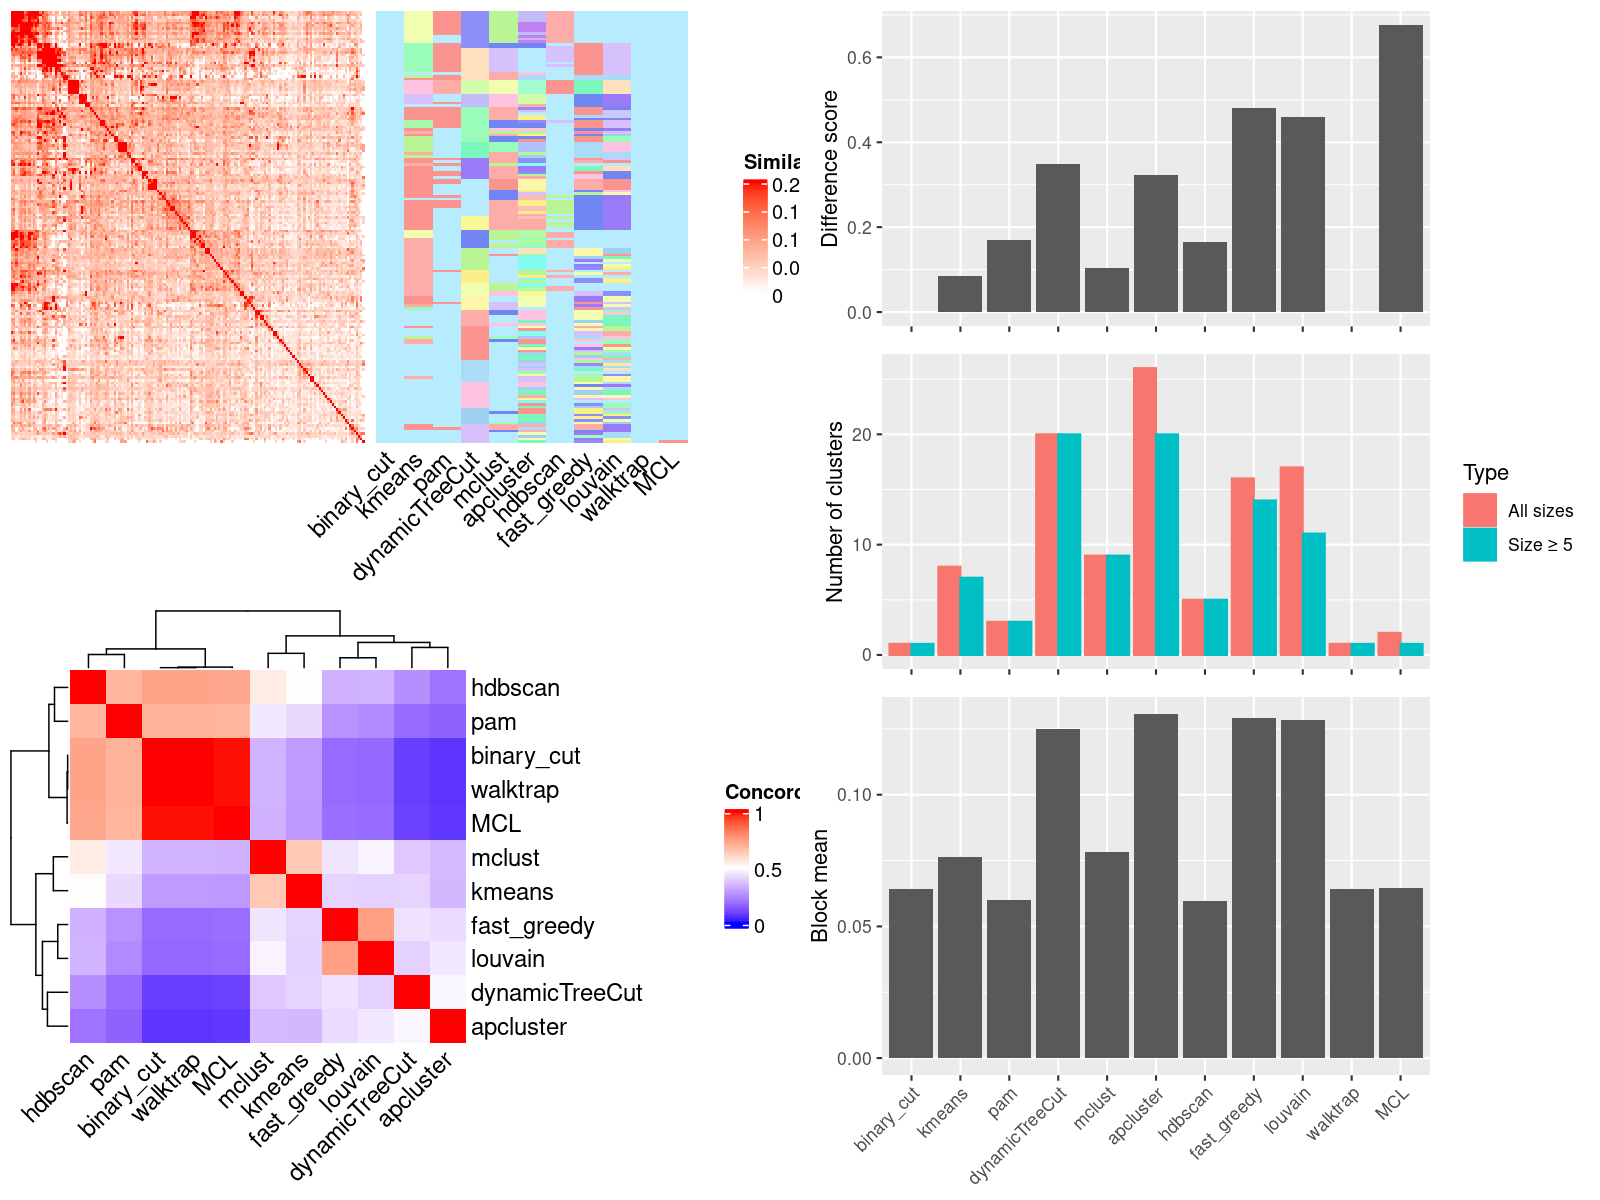 Simila
0.2
0.1
0.1
0.0
0
binary_cut
kmeans
pam
dynamicTreeCut
mclust
apcluster
hdbscan
fast_greedy
louvain
walktrap
MCL
hdbscan
pam
binary_cut
walktrap
MCL
mclust
kmeans
fast_greedy
louvain
dynamicTreeCut
apcluster
hdbscan
pam
binary_cut
walktrap
MCL
mclust
kmeans
fast_greedy
louvain
dynamicTreeCut
apcluster
Concord
1
0.5
0
Difference score
0.6
0.4
0.2
0.0
Number of clusters
20
10
0
Type
All sizes
Size ≥ 5
Block mean
0.10
0.05
0.00
binary_cut
kmeans
pam
dynamicTreeCut
mclust
apcluster
hdbscan
fast_greedy
louvain
walktrap
MCL